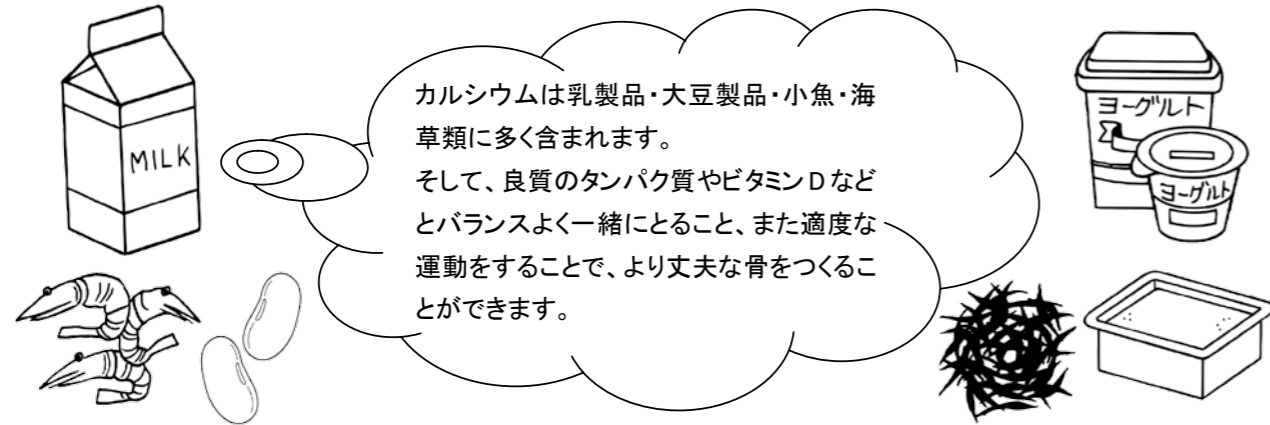 MILK
カルシウムは乳製品・大豆製品・小魚・海
草類に多く含まれます。
そして、良質のタンパク質やビタミンDなど
とバランスよく一緒にとること、また適度な
運動をすることで、より丈夫な骨をつくるこ
とができます。
ヨーグルト
ヨーグルト